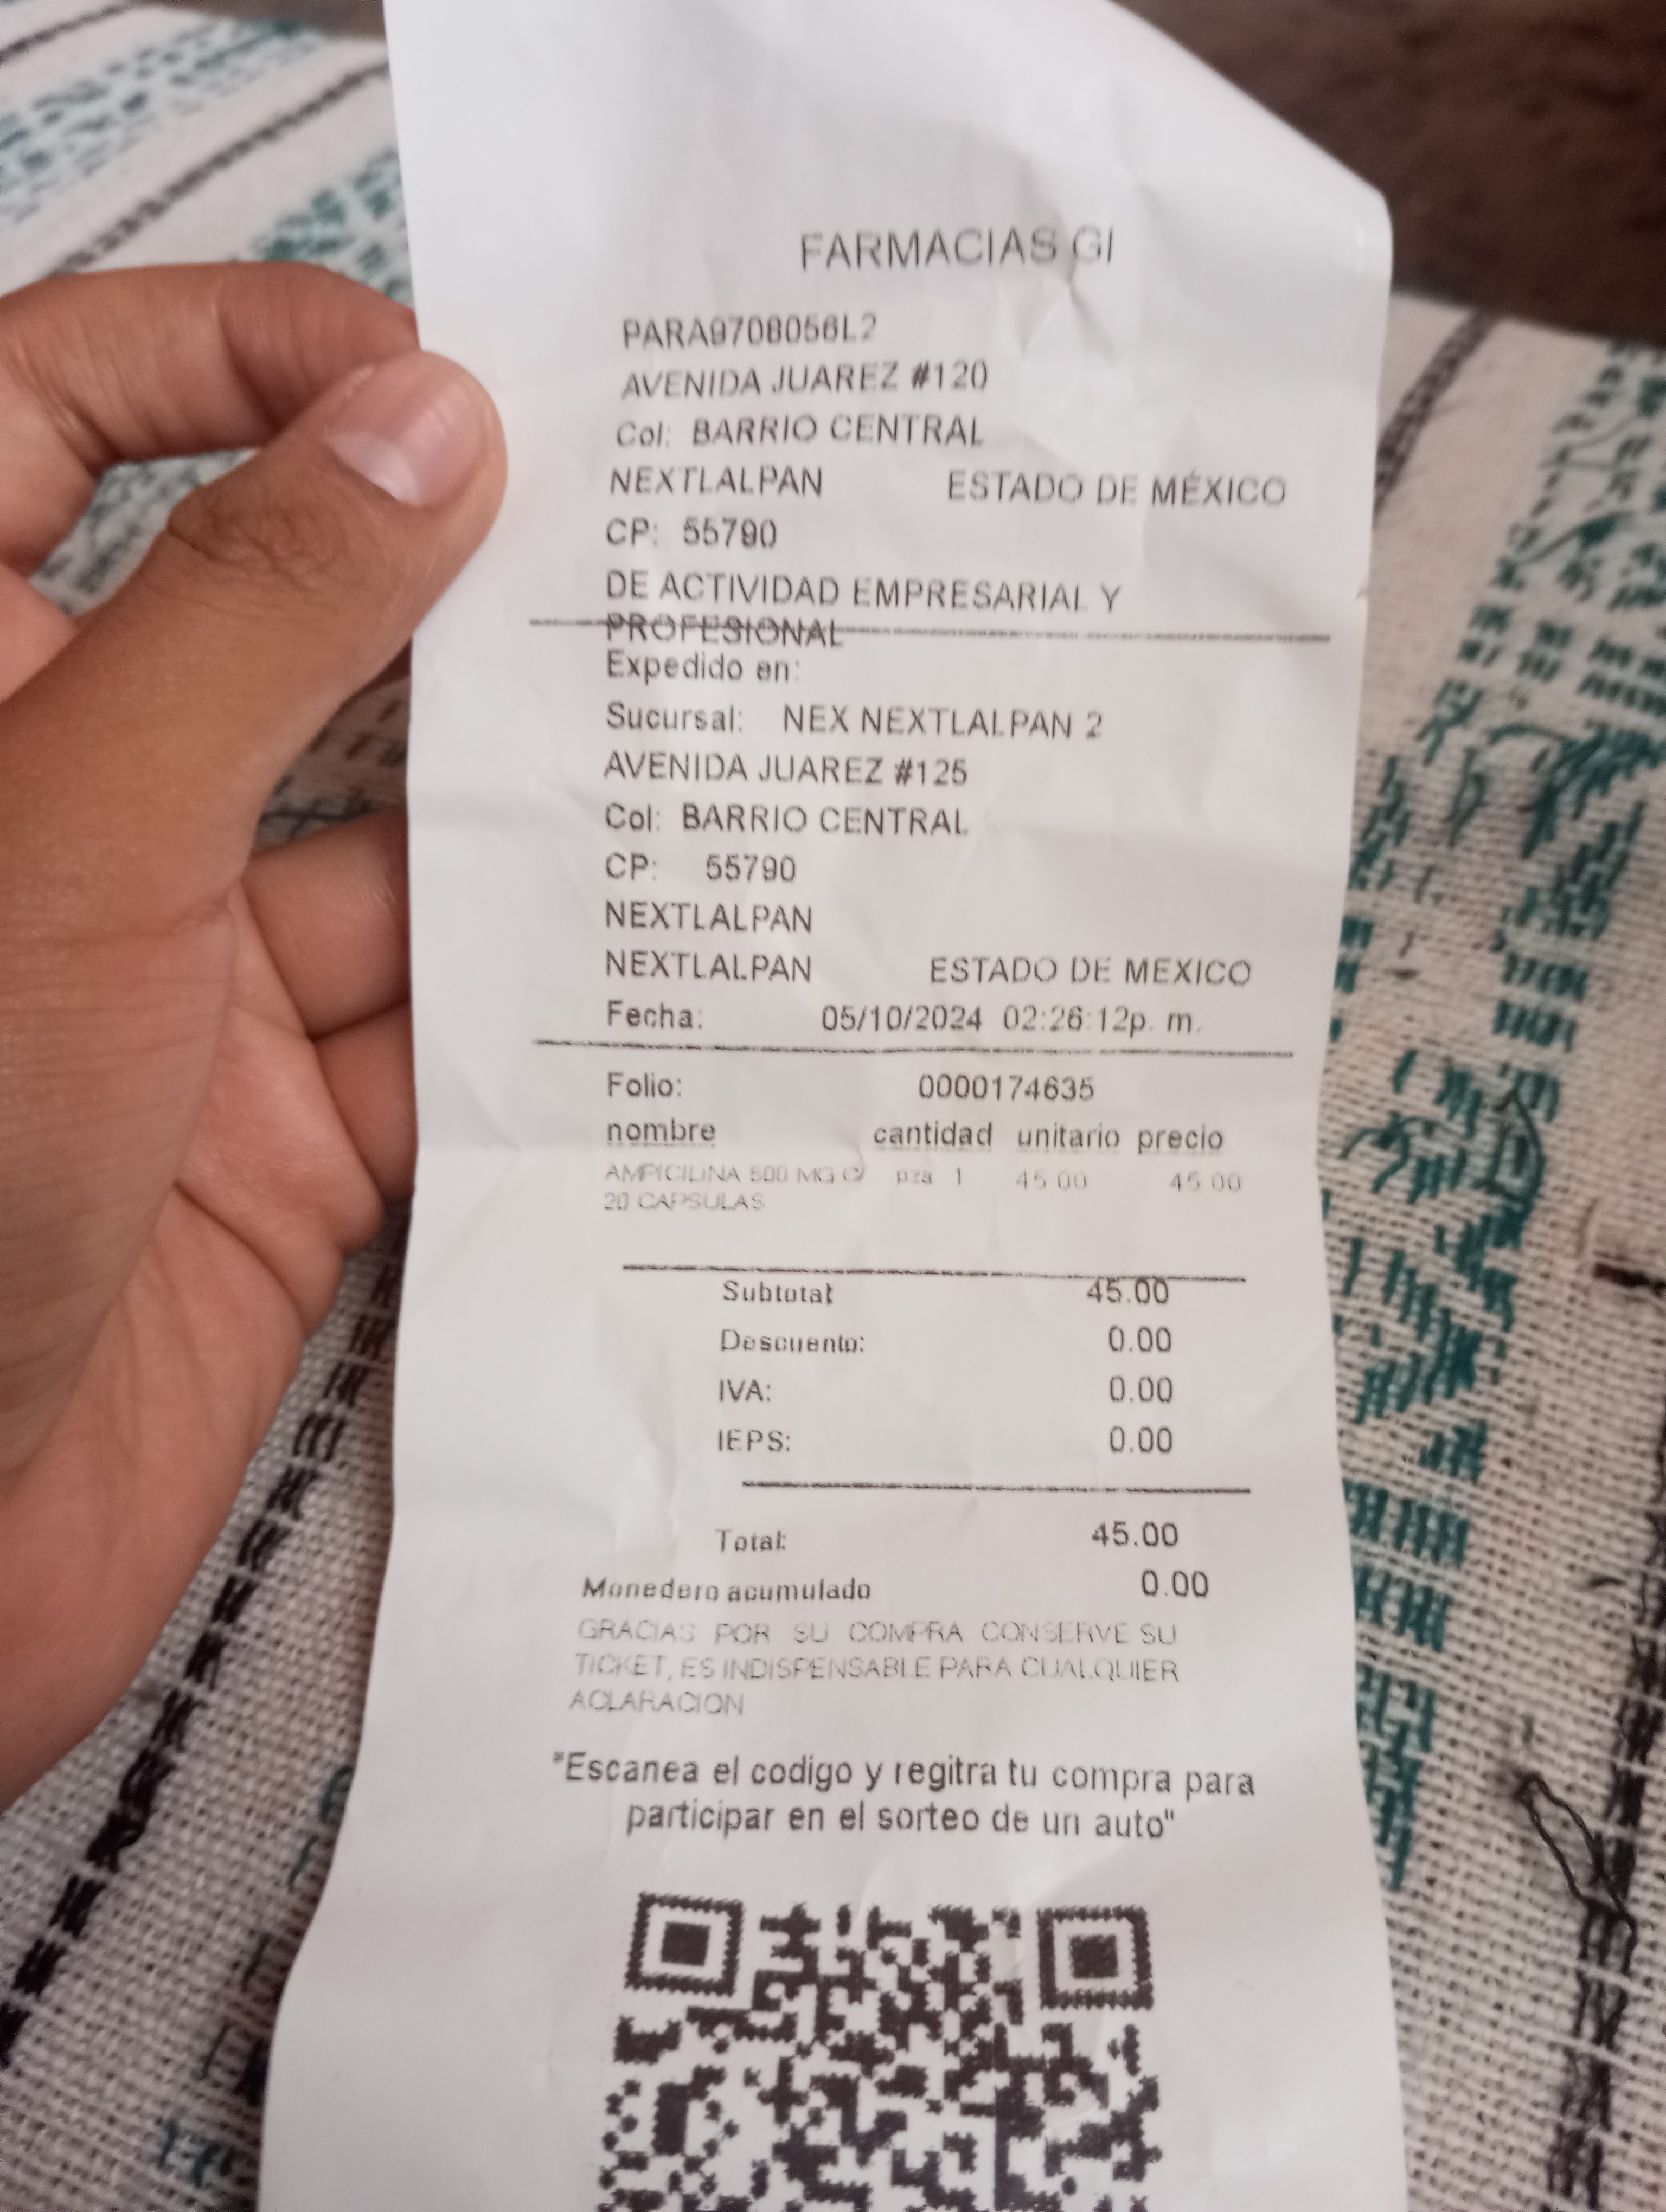 FARMACIAS GI
PARA9708056L2
AVENIDA JUAREZ #120
Col: BARRIO CENTRAL
NEXTLALPAN ESTADO DE MÉXICO
CP: 55790
DE ACTIVIDAD EMPRESARIAL Y
PROFESIONAL
Expedido en:
Sucursal: NEX NEXTLALPAN 2
AVENIDA JUAREZ #125
Col: BARRIO CENTRAL
CP: 55790
NEXTLALPAN
NEXTLALPAN ESTADO DE MEXICO
Fecha: 05/10/2024 02:26:12p. m.
Folio: 0000174635
nombre cantidad unitario precio
AMPICILINA 500 MG C/ pza 1 45.00 45.00
20 CAPSULAS
Subtotal: 45.00
Descuento: 0.00
IVA: 0.00
IEPS: 0.00
Total: 45.00
Monedero acumulado 0.00
GRACIAS POR SU COMPRA CONSERVE SU
TICKET, ES INDISPENSABLE PARA CUALQUIER
ACLARACION
"Escanea el codigo y regitra tu compra para
participar en el sorteo de un auto"